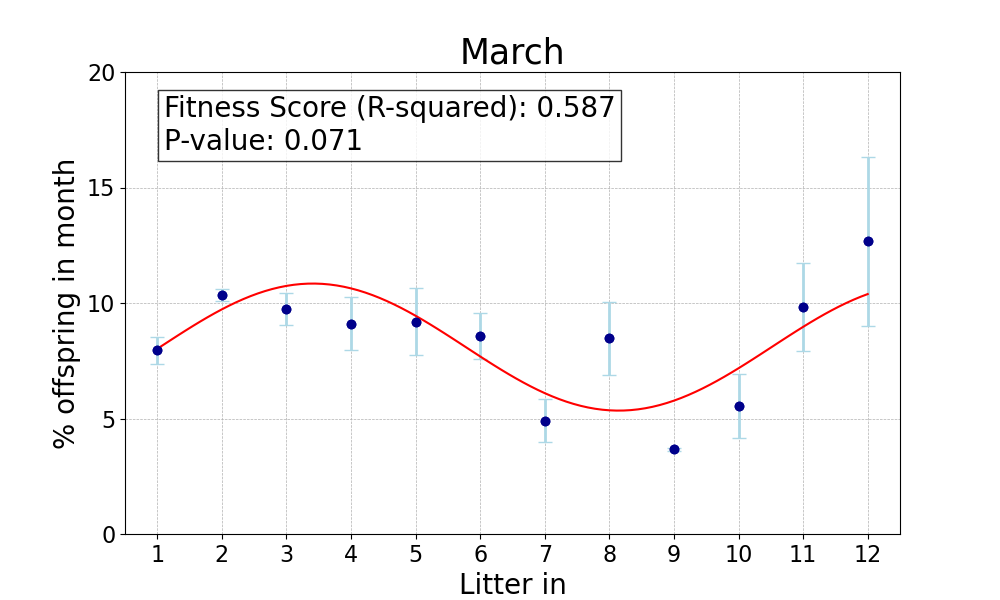 March
Fitness Score (R-squared): 0.587
P-value: 0.071
% offspring in month
20
15
10
5
0
1 2 3 4 5 6 7 8 9 10 11 12
Litter in